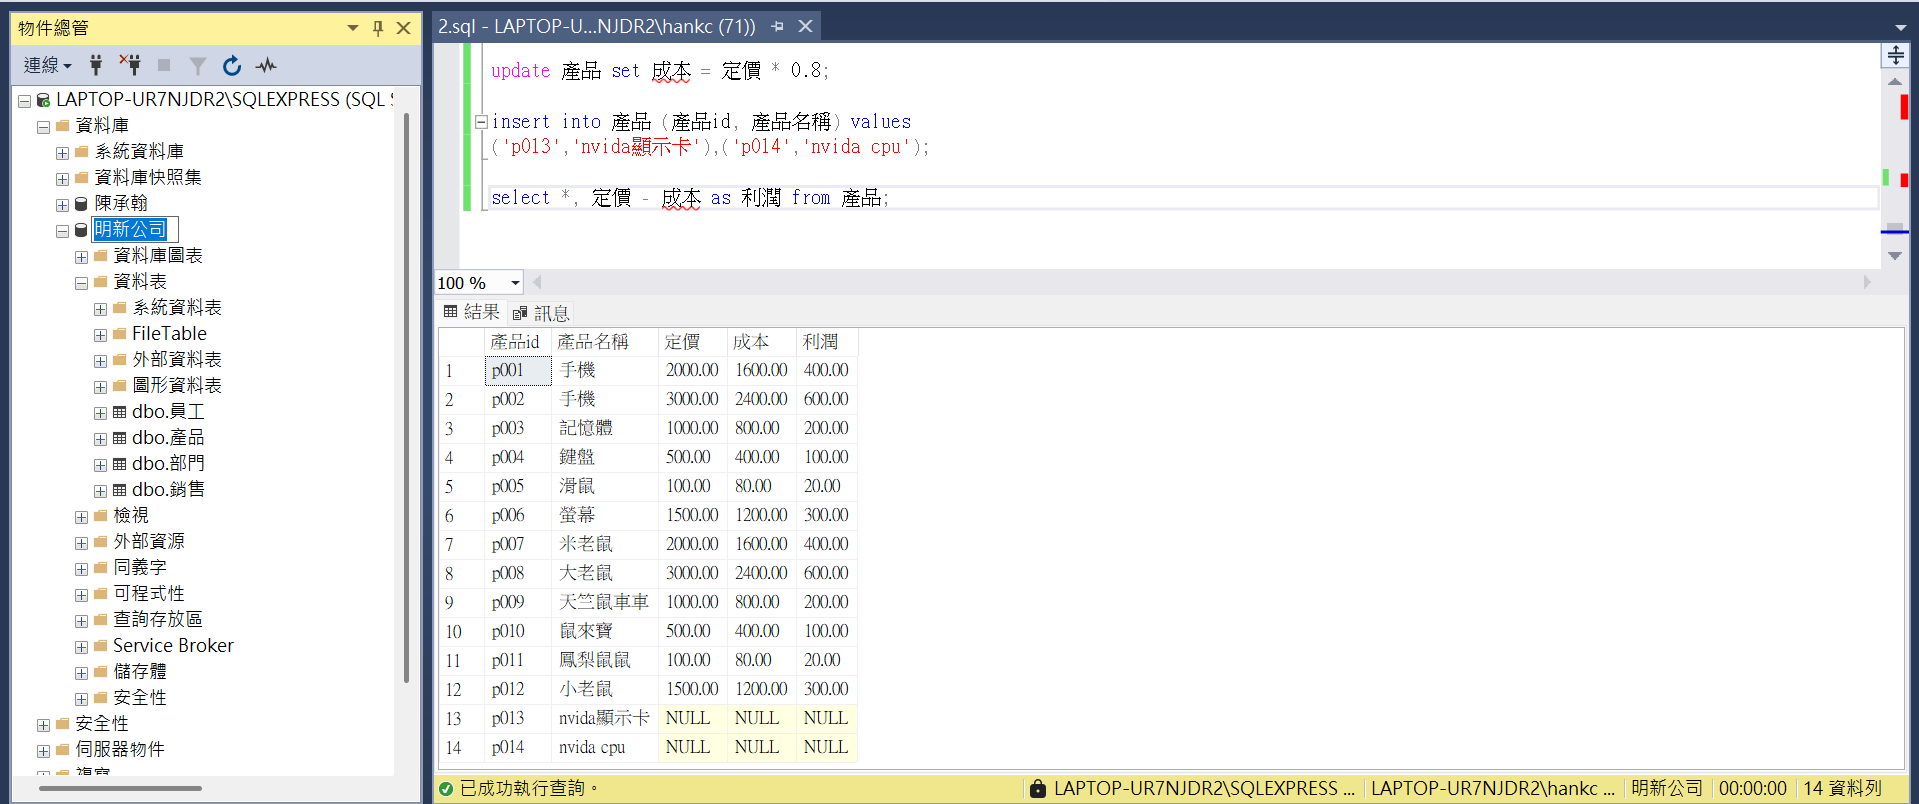 物件總管
連線
LAPTOP-UR7NJDR2\SQLEXPRESS (SQL S
資料庫
系統資料庫
資料庫快照集
陳承翰
明新公司
資料庫圖表
資料表
系統資料表
FileTable
外部資料表
圖形資料表
dbo.員工
dbo.產品
dbo.部門
dbo.銷售
檢視
外部資源
同義字
可程式性
查詢存放區
Service Broker
儲存體
安全性
安全性
伺服器物件
複寫
2.sql - LAPTOP-U...NJDR2\hankc (71))
update 產品 set 成本 = 定價 * 0.8;
insert into 產品 (產品id, 產品名稱) values
('p013','nvida顯示卡'),('p014','nvida cpu');
select *, 定價 - 成本 as 利潤 from 產品;
100 %
結果 訊息
產品id 產品名稱 定價 成本 利潤
1 p001 手機 2000.00 1600.00 400.00
2 p002 手機 3000.00 2400.00 600.00
3 p003 記憶體 1000.00 800.00 200.00
4 p004 鍵盤 500.00 400.00 100.00
5 p005 滑鼠 100.00 80.00 20.00
6 p006 螢幕 1500.00 1200.00 300.00
7 p007 米老鼠 2000.00 1600.00 400.00
8 p008 大老鼠 3000.00 2400.00 600.00
9 p009 天竺鼠車車 1000.00 800.00 200.00
10 p010 鼠來寶 500.00 400.00 100.00
11 p011 鳳梨鼠鼠 100.00 80.00 20.00
12 p012 小老鼠 1500.00 1200.00 300.00
13 p013 nvida顯示卡 NULL NULL NULL
14 p014 nvida cpu NULL NULL NULL
已成功執行查詢。 LAPTOP-UR7NJDR2\SQLEXPRESS ... LAPTOP-UR7NJDR2\hankc ... 明新公司 00:00:00 14 資料列